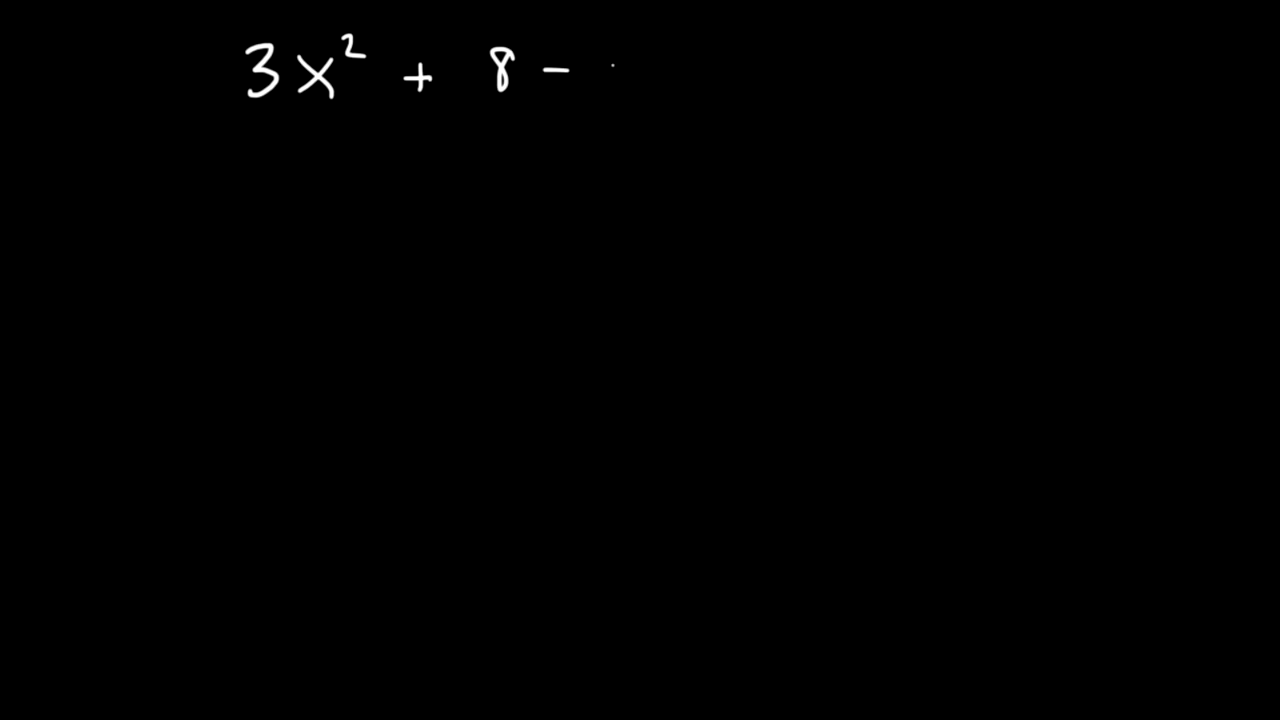 3x² + 8 -